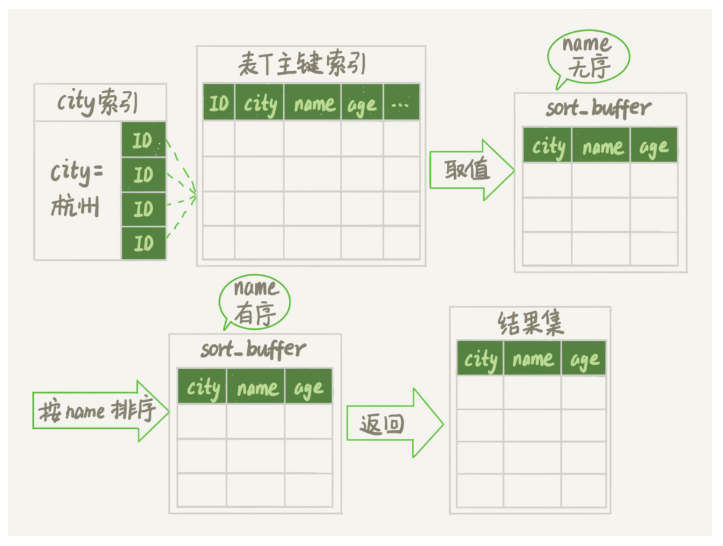 city索引
city=
杭州
ID
ID
ID
ID
表T主键索引
ID city name age ...
取值
name
无序
sort_buffer
city name age
按name排序
name
有序
sort_buffer
city name age
返回
结果集
city name age